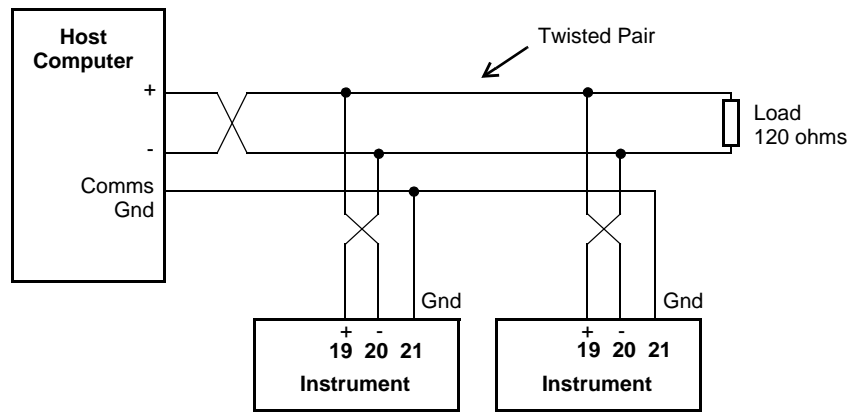 Host
Computer
Twisted Pair
+
-
Load
120 ohms
Comms
Gnd
Gnd
Gnd
+ -
19 20 21
Instrument
+ -
19 20 21
Instrument